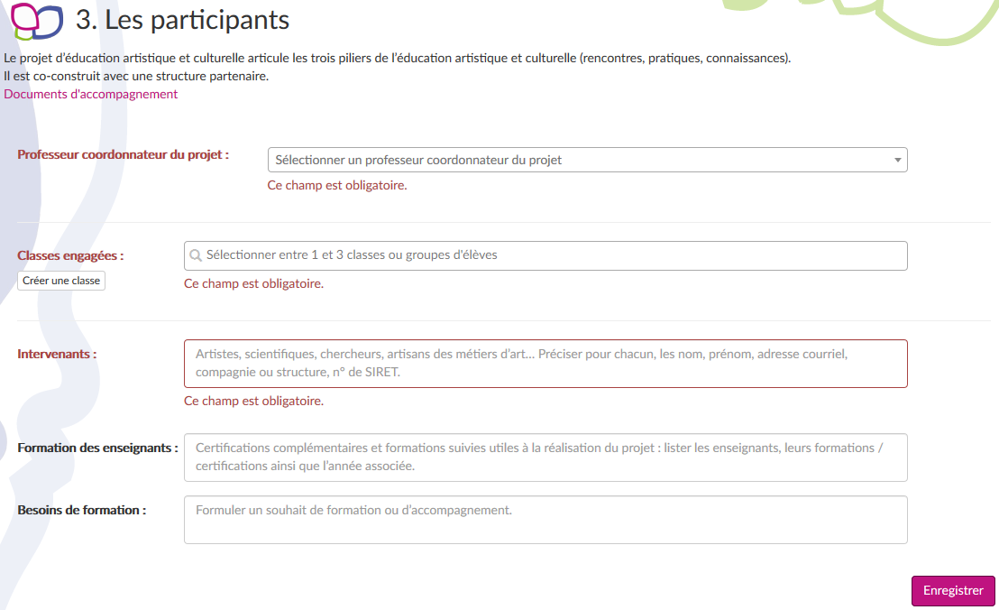 3. Les participants
Le projet d’éducation artistique et culturelle articule les trois piliers de l’éducation artistique et culturelle (rencontres, pratiques, connaissances).
Il est co-construit avec une structure partenaire.
Documents d'accompagnement
Professeur coordonnateur du projet :
Sélectionner un professeur coordonnateur du projet
Ce champ est obligatoire.
Classes engagées :
Sélectionner entre 1 et 3 classes ou groupes d'élèves
Créer une classe
Ce champ est obligatoire.
Intervenants :
Artistes, scientifiques, chercheurs, artisans des métiers d’art... Préciser pour chacun, les nom, prénom, adresse courriel,
compagnie ou structure, n° de SIRET.
Ce champ est obligatoire.
Formation des enseignants :
Certifications complémentaires et formations suivies utiles à la réalisation du projet : lister les enseignants, leurs formations /
certifications ainsi que l’année associée.
Besoins de formation :
Formuler un souhait de formation ou d’accompagnement.
Enregistrer